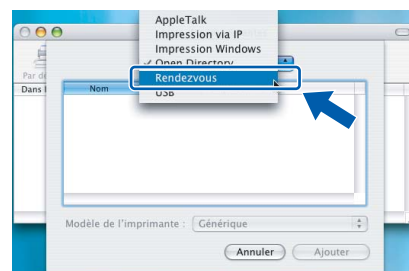 AppleTalk
Impression via IP
Impression Windows
✓ Open Directory
Rendezvous
USB
Par dé
Dans l
Nom
Modèle de l'imprimante : Générique
Annuler
Ajouter